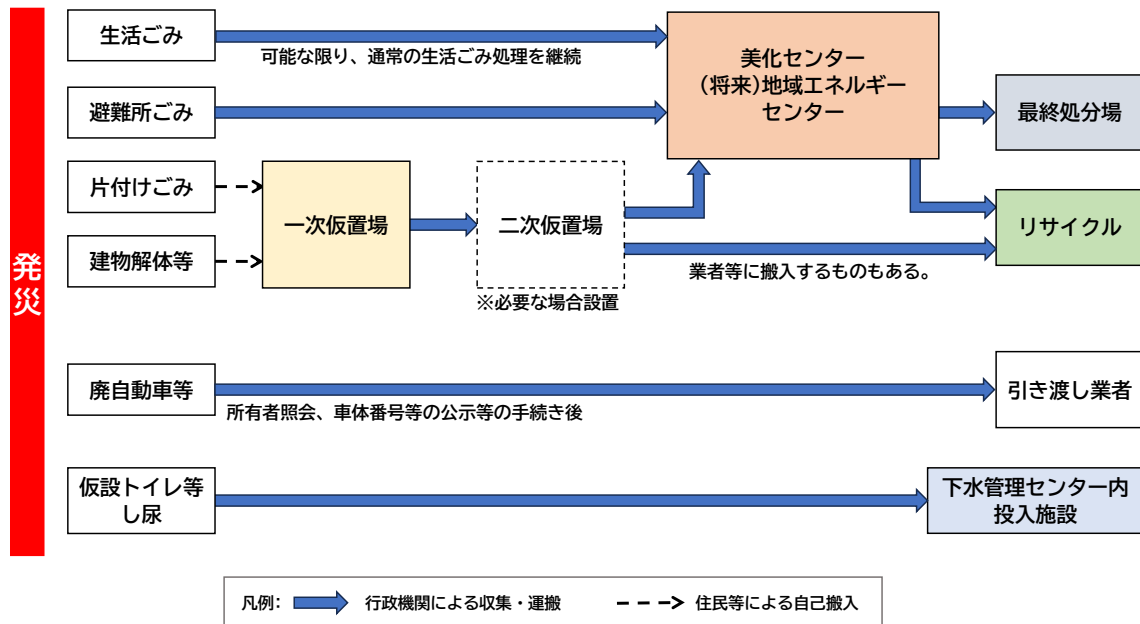 発災
生活ごみ
可能な限り、通常の生活ごみ処理を継続
美化センター
(将来)地域エネルギー
センター
避難所ごみ
最終処分場
片付けごみ
一次仮置場
二次仮置場
リサイクル
建物解体等
業者等に搬入するものもある。
※必要な場合設置
廃自動車等
引き渡し業者
所有者照会、車体番号等の公示等の手続き後
仮設トイレ等
し尿
下水管理センター内
投入施設
凡例: 行政機関による収集・運搬 住民等による自己搬入